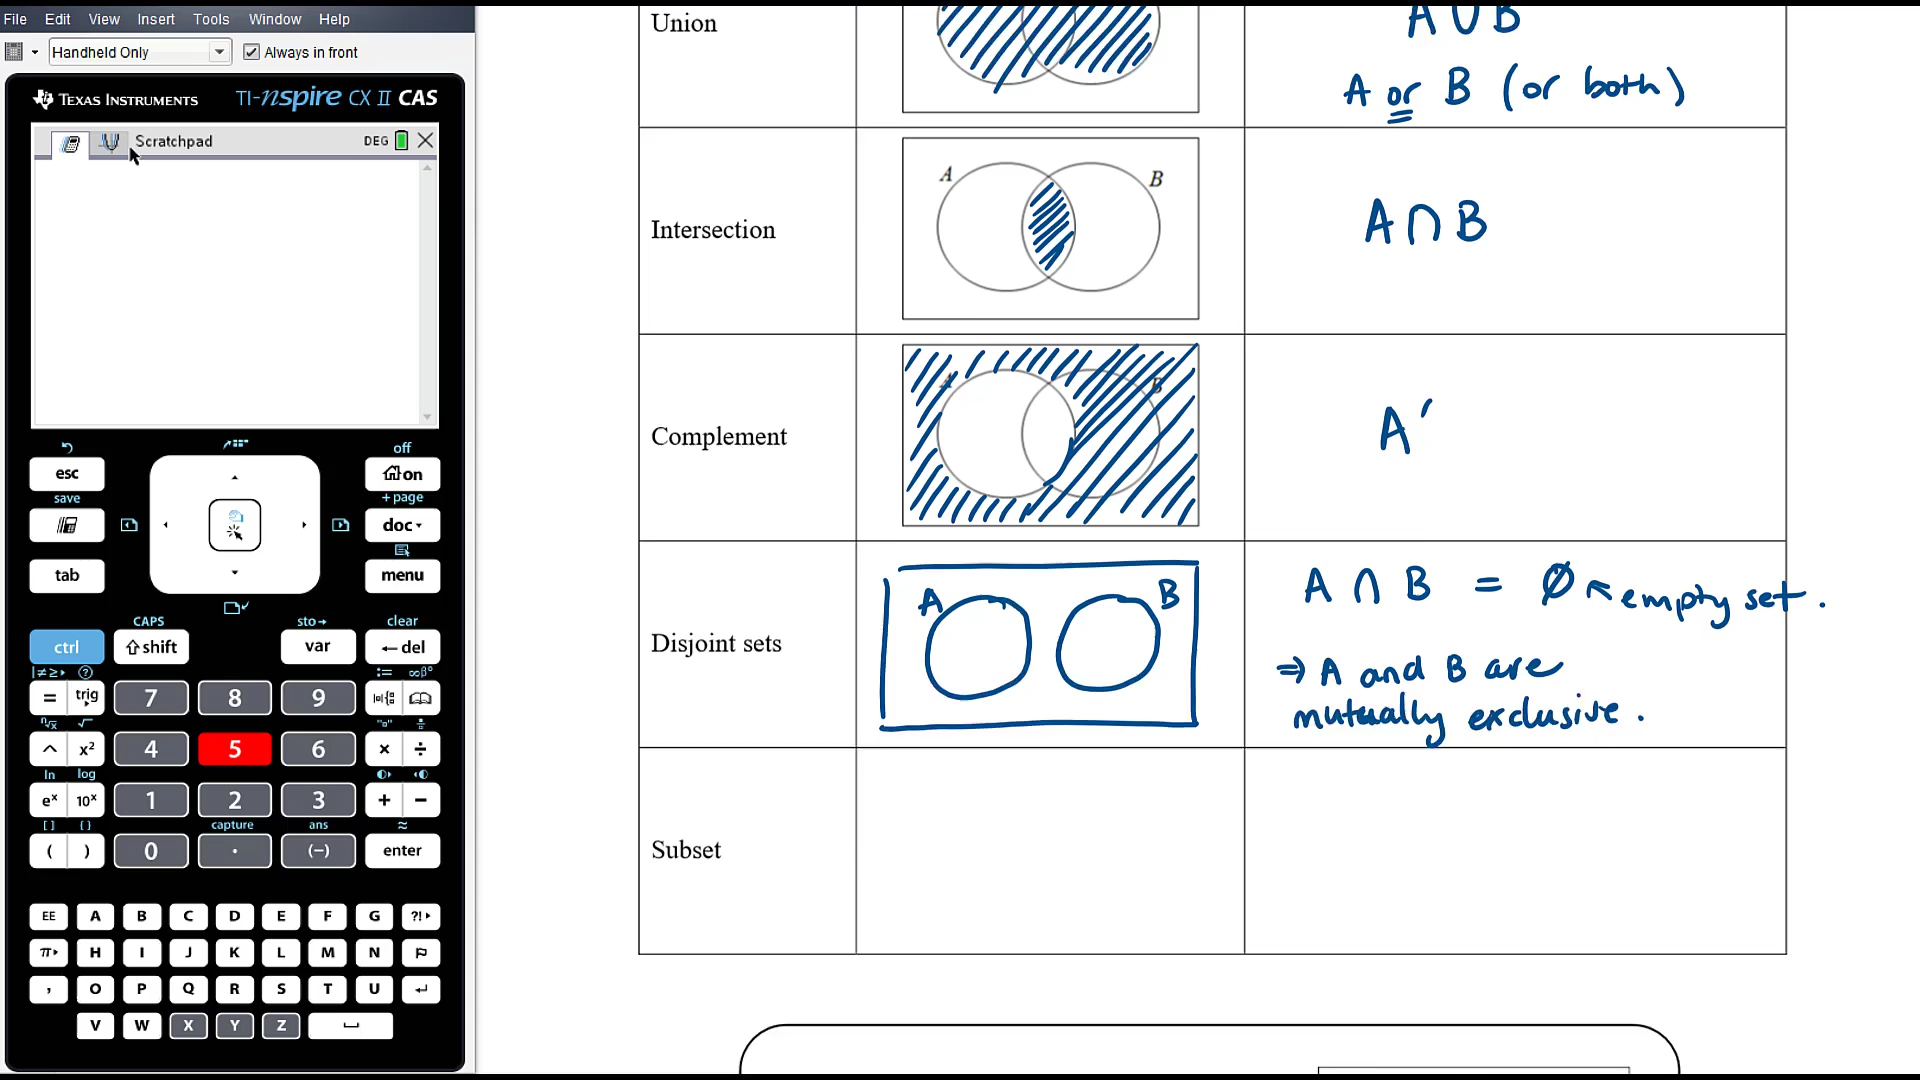 File Edit View Insert Tools Window Help
Handheld Only Always in front
TEXAS INSTRUMENTS TI-nspire CX II CAS
Scratchpad DEG
off
esc on
save + page
doc
tab menu
CAPS sto→ clear
ctrl shift var del
= trig 7 8 9
^ x² 4 5 6 × ÷
ln log
eˣ 10ˣ 1 2 3 + −
[ ] { } capture ans ≈
( ) 0 . (−) enter
EE A B C D E F G ?!
π H I J K L M N
, O P Q R S T U
V W X Y Z
Union A ∪ B
A or B (or both)
Intersection A B A ∩ B
Complement A B A′
Disjoint sets A B A ∩ B = ∅ ↖ empty set.
⇒ A and B are
mutually exclusive.
Subset